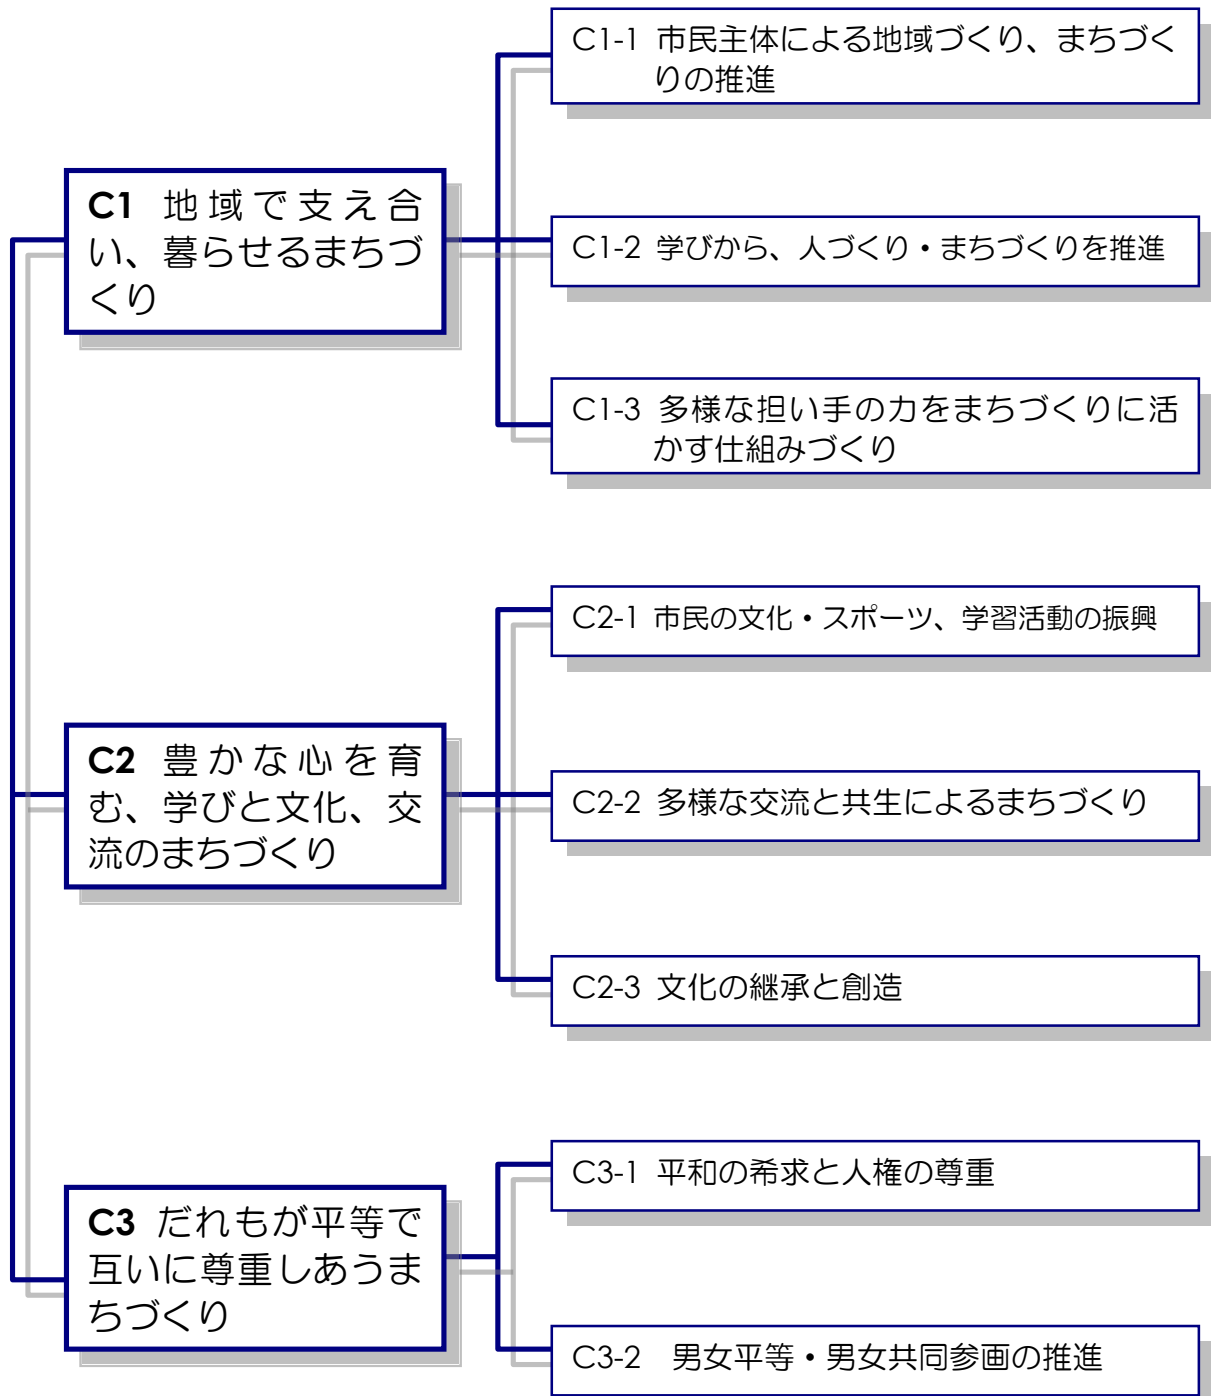 C1-1 市民主体による地域づくり、まちづく
りの推進
C1 地域で支え合
い、暮らせるまちづ
くり
C1-2 学びから、人づくり・まちづくりを推進
C1-3 多様な担い手の力をまちづくりに活
かす仕組みづくり
C2-1 市民の文化・スポーツ、学習活動の振興
C2 豊かな心を育
む、学びと文化、交
流のまちづくり
C2-2 多様な交流と共生によるまちづくり
C2-3 文化の継承と創造
C3-1 平和の希求と人権の尊重
C3 だれもが平等で
互いに尊重しあうま
ちづくり
C3-2 男女平等・男女共同参画の推進